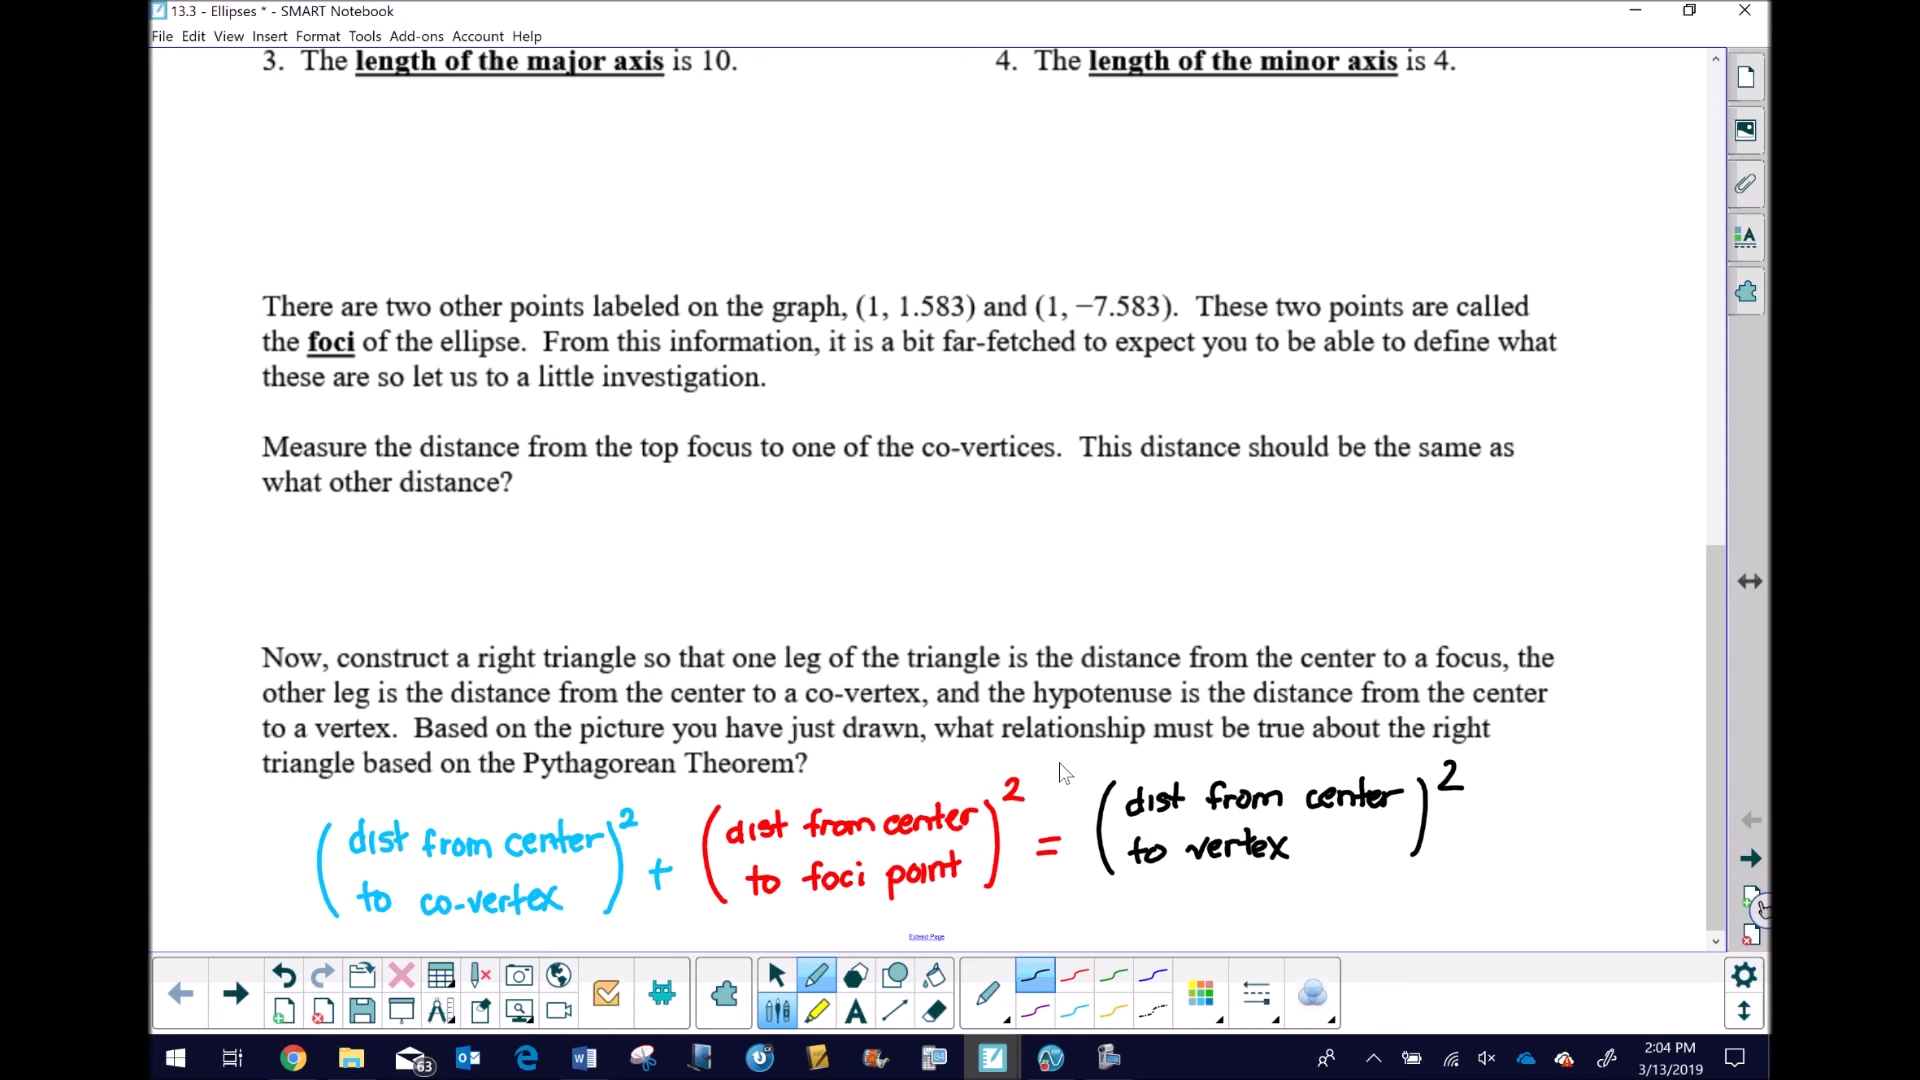 13.3 - Ellipses * - SMART Notebook
File Edit View Insert Format Tools Add-ons Account Help
3. The length of the major axis is 10.
4. The length of the minor axis is 4.
There are two other points labeled on the graph, (1, 1.583) and (1, −7.583). These two points are called
the foci of the ellipse. From this information, it is a bit far-fetched to expect you to be able to define what
these are so let us to a little investigation.
Measure the distance from the top focus to one of the co-vertices. This distance should be the same as
what other distance?
Now, construct a right triangle so that one leg of the triangle is the distance from the center to a focus, the
other leg is the distance from the center to a co-vertex, and the hypotenuse is the distance from the center
to a vertex. Based on the picture you have just drawn, what relationship must be true about the right
triangle based on the Pythagorean Theorem?
(dist from center to co-vertex)² + (dist from center to foci point)² = (dist from center to vertex)²
Extend Page
63
2:04 PM
3/13/2019